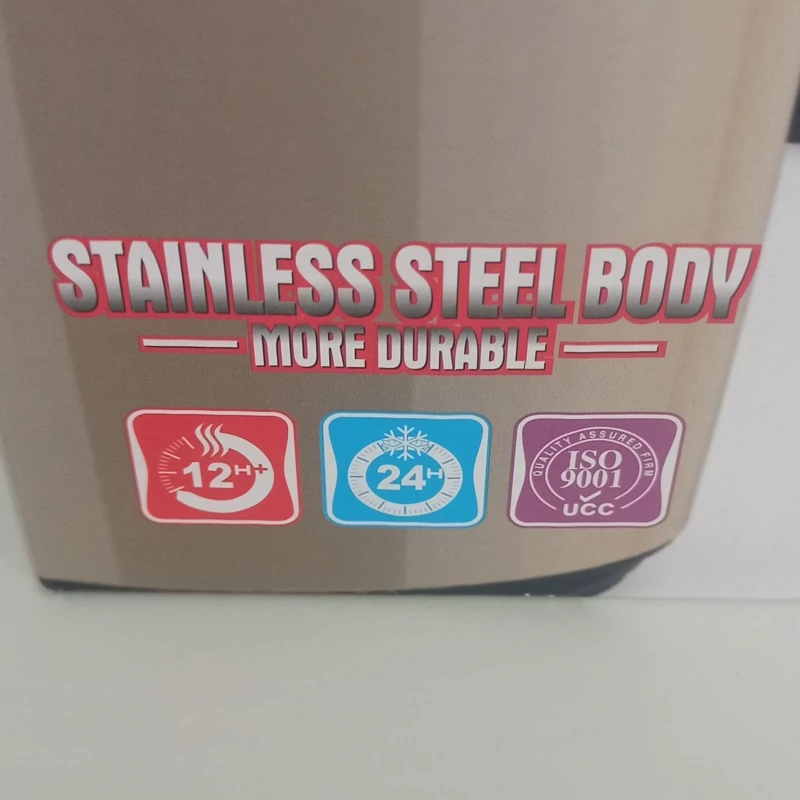 STAINLESS STEEL BODY
MORE DURABLE
12H+
24H
QUALITY ASSURED FIRM
ISO
9001
UCC